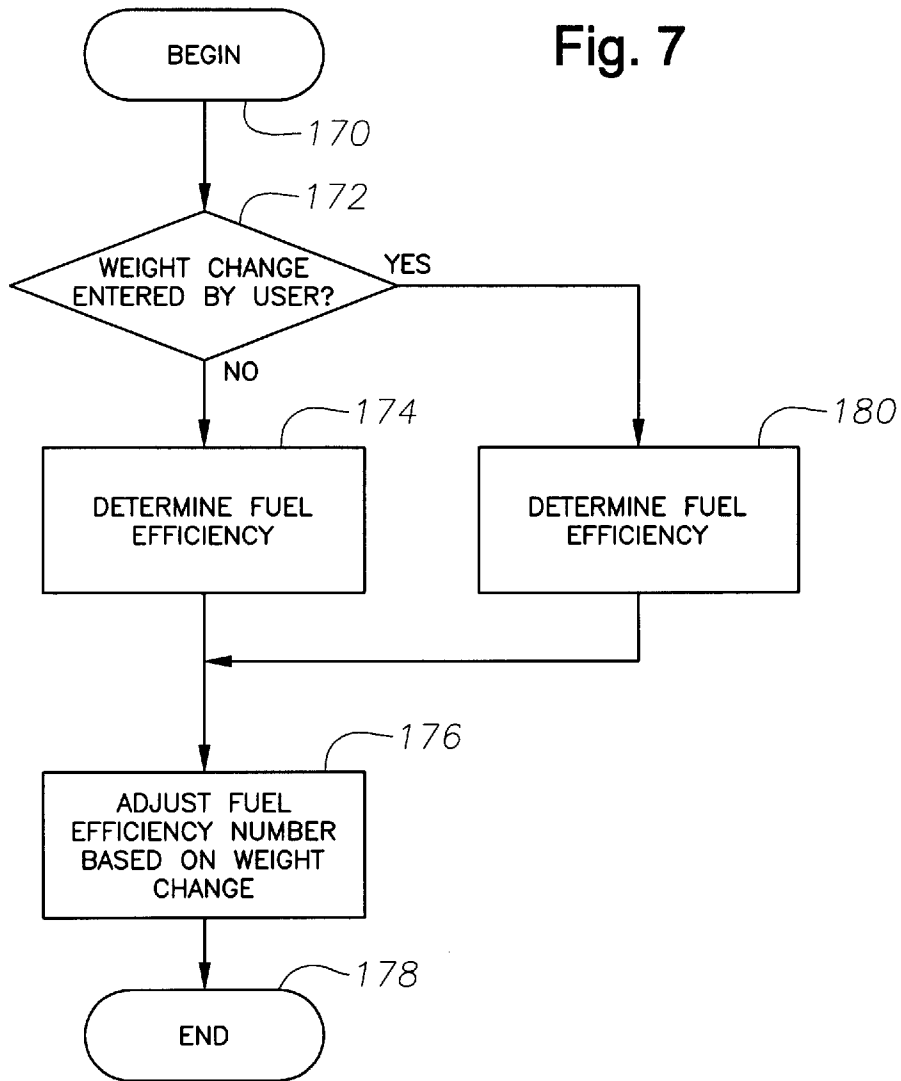 Fig. 7
BEGIN
170
172
WEIGHT CHANGE
ENTERED BY USER?
YES
NO
174
180
DETERMINE FUEL
EFFICIENCY
DETERMINE FUEL
EFFICIENCY
176
ADJUST FUEL
EFFICIENCY NUMBER
BASED ON WEIGHT
CHANGE
178
END